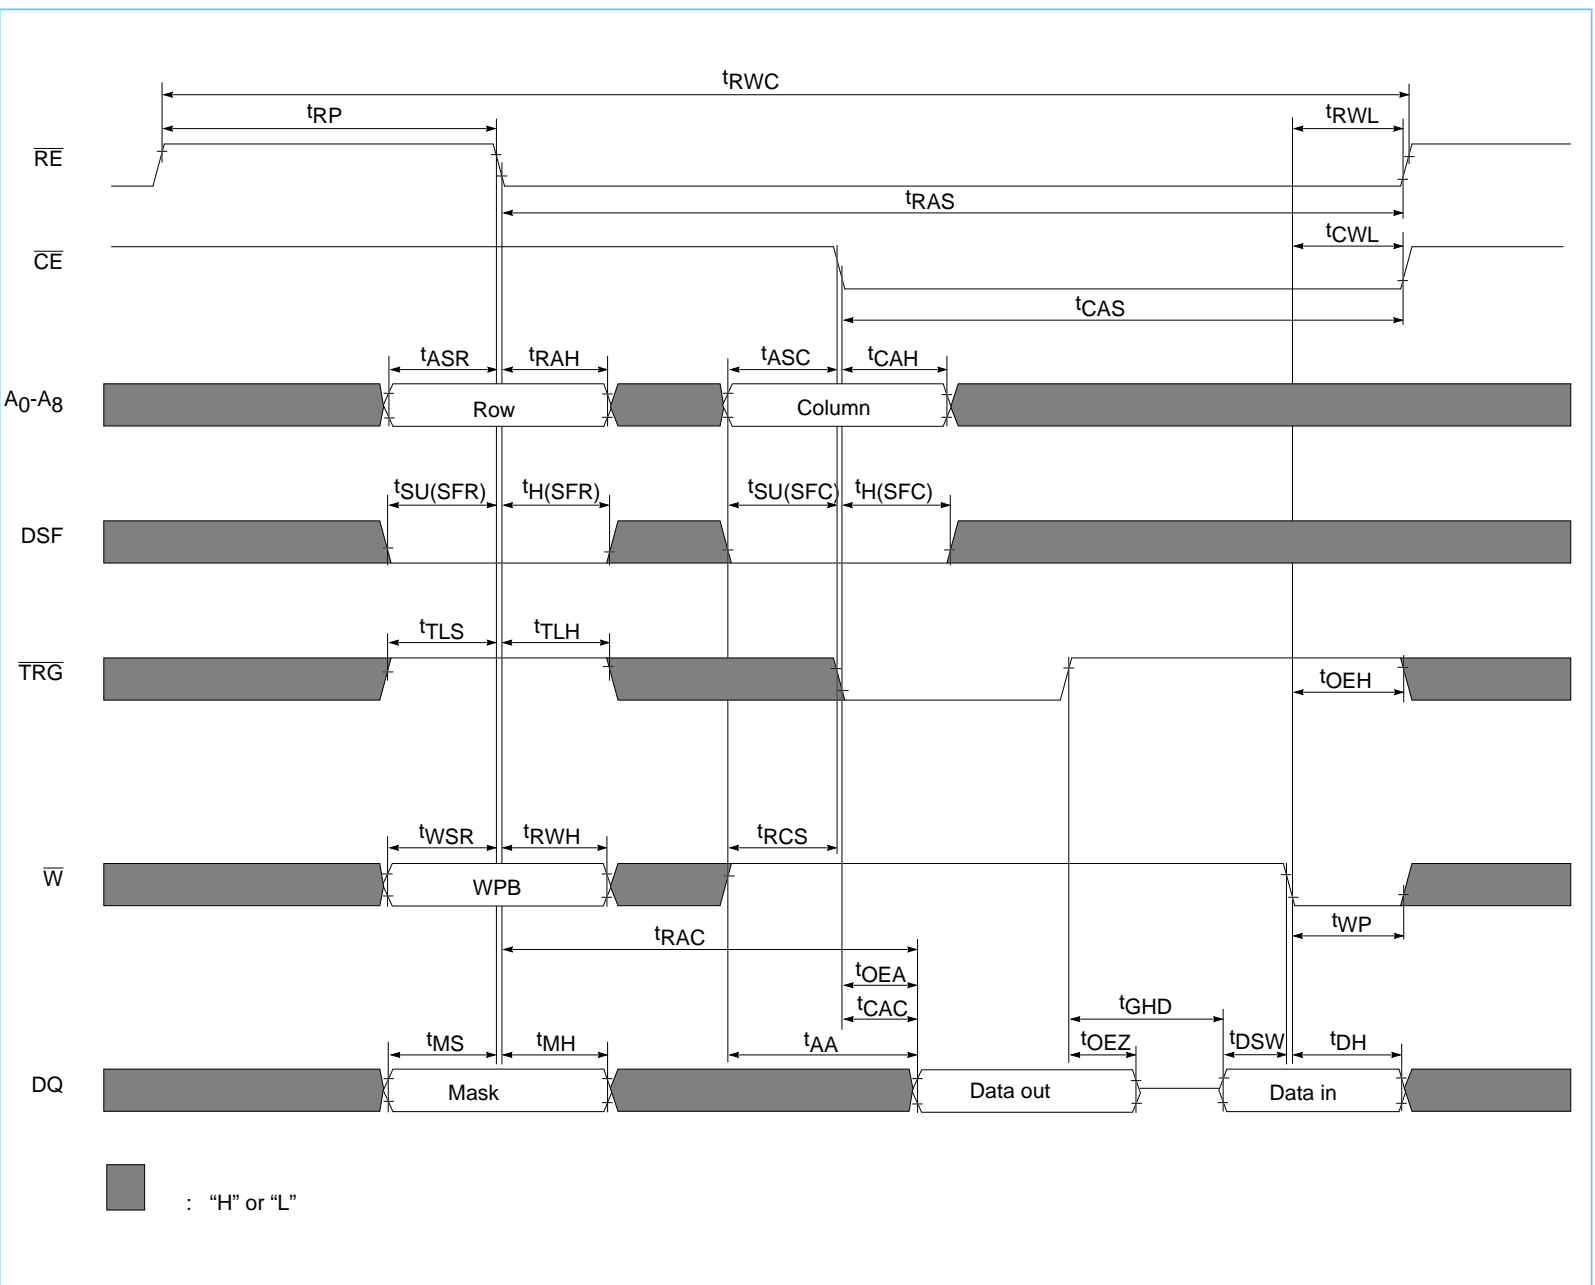 tRWC
tRP
tRWL
RE
tRAS
tCWL
CE
tCAS
tASR
tRAH
tASC
tCAH
A0-A8
Row
Column
tSU(SFR)
tH(SFR)
tSU(SFC)
tH(SFC)
DSF
tTLS
tTLH
TRG
tOEH
tWSR
tRWH
tRCS
W
WPB
tWP
tRAC
tOEA
tCAC
tGHD
tMS
tMH
tAA
tOEZ
tDSW
tDH
DQ
Mask
Data out
Data in
: “H” or “L”